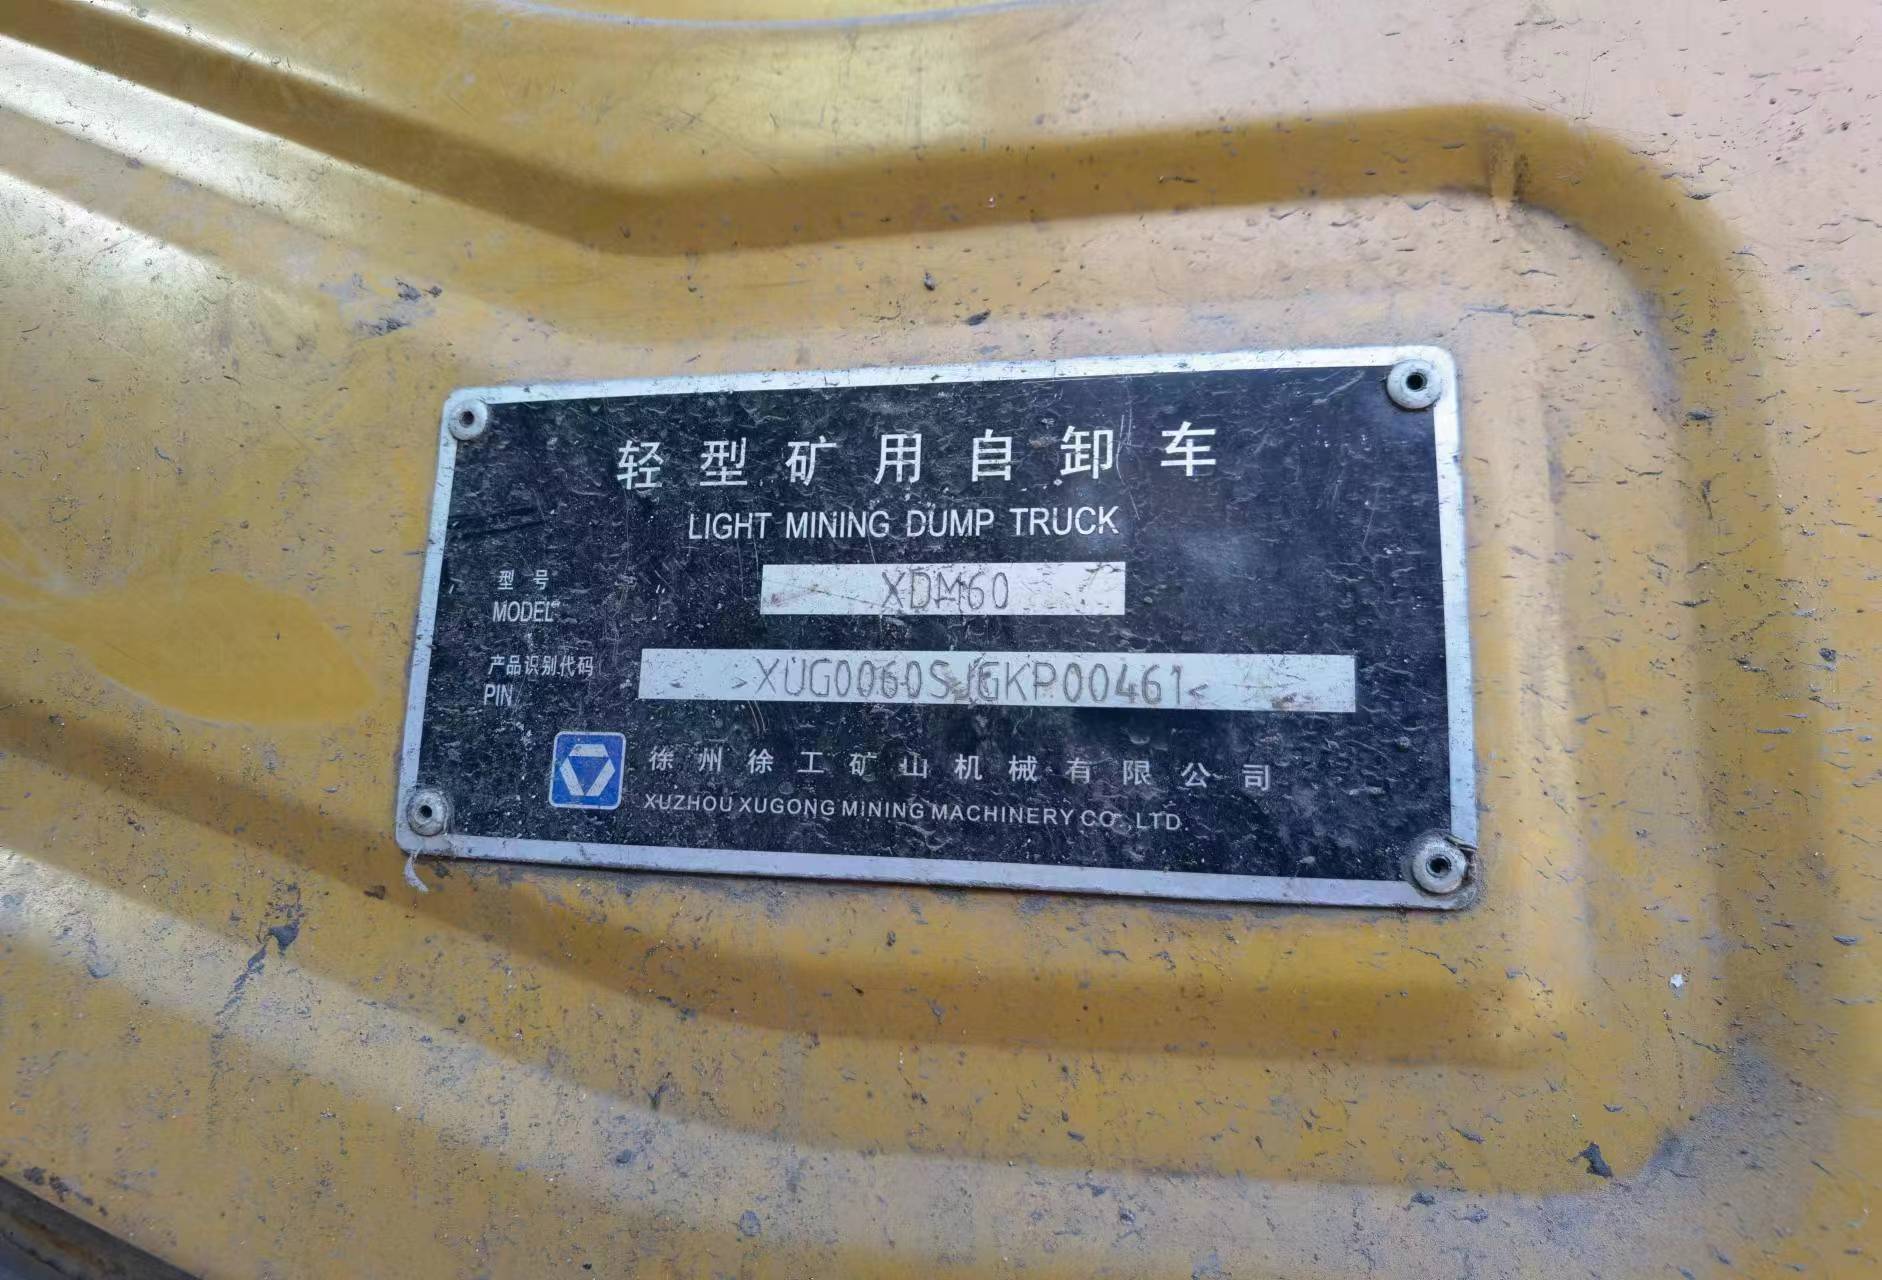 轻型矿用自卸车
LIGHT MINING DUMP TRUCK
型号 XDM60
MODEL
产品识别代码 >XUG0060SJGKP00461<
PIN
徐州徐工矿山机械有限公司
XUZHOU XUGONG MINING MACHINERY CO.,LTD.